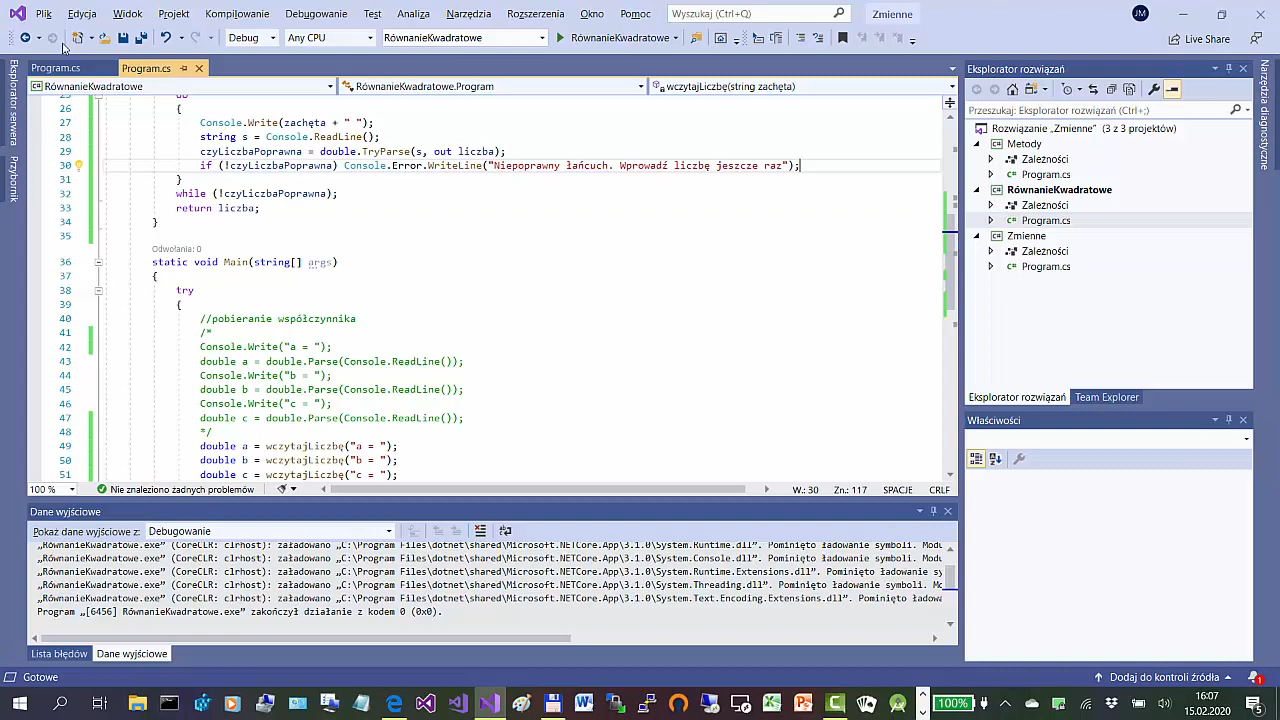 Plik Edycja Widok Projekt Kompilowanie Debugowanie Test Analiza Narzędzia Rozszerzenia Okno Pomoc Wyszukaj (Ctrl+Q) Zmienne JM
Debug Any CPU RównanieKwadratowe RównanieKwadratowe Live Share
Eksplorator serwera
Przybornik
Program.cs Program.cs
RównanieKwadratowe RównanieKwadratowe.Program wczytajLiczbę(string zachęta)
26 {
27 Console.Write(zachęta + " ");
28 string s = Console.ReadLine();
29 czyLiczbaPoprawna = double.TryParse(s, out liczba);
30 if (!czyLiczbaPoprawna) Console.Error.WriteLine("Niepoprawny łańcuch. Wprowadź liczbę jeszcze raz");
31 }
32 while (!czyLiczbaPoprawna);
33 return liczba;
34 }
35
Odwołania: 0
36 static void Main(string[] args)
37 {
38 try
39 {
40 //pobieranie współczynnika
41 /*
42 Console.Write("a = ");
43 double a = double.Parse(Console.ReadLine());
44 Console.Write("b = ");
45 double b = double.Parse(Console.ReadLine());
46 Console.Write("c = ");
47 double c = double.Parse(Console.ReadLine());
48 */
49 double a = wczytajLiczbę("a = ");
50 double b = wczytajLiczbę("b = ");
51 double c = wczytajLiczbę("c = ");
100 % Nie znaleziono żadnych problemów W.: 30 Zn.: 117 SPACJE CRLF
Dane wyjściowe
Pokaż dane wyjściowe z: Debugowanie
„RównanieKwadratowe.exe” (CoreCLR: clrhost): załadowano „C:\Program Files\dotnet\shared\Microsoft.NETCore.App\3.1.0\System.Runtime.dll”. Pominięto ładowanie symboli. Modu
„RównanieKwadratowe.exe” (CoreCLR: clrhost): załadowano „C:\Program Files\dotnet\shared\Microsoft.NETCore.App\3.1.0\System.Console.dll”. Pominięto ładowanie symboli. Modu
„RównanieKwadratowe.exe” (CoreCLR: clrhost): załadowano „C:\Program Files\dotnet\shared\Microsoft.NETCore.App\3.1.0\System.Runtime.Extensions.dll”. Pominięto ładowanie sy
„RównanieKwadratowe.exe” (CoreCLR: clrhost): załadowano „C:\Program Files\dotnet\shared\Microsoft.NETCore.App\3.1.0\System.Threading.dll”. Pominięto ładowanie symboli. Mo
„RównanieKwadratowe.exe” (CoreCLR: clrhost): załadowano „C:\Program Files\dotnet\shared\Microsoft.NETCore.App\3.1.0\System.Text.Encoding.Extensions.dll”. Pominięto ładowa
Program „[6456] RównanieKwadratowe.exe” zakończył działanie z kodem 0 (0x0).
Lista błędów Dane wyjściowe
Eksplorator rozwiązań
Przeszukaj: Eksplorator rozwiązań (Ctrl+;)
Rozwiązanie „Zmienne” (3 z 3 projektów)
Metody
Zależności
C# Program.cs
RównanieKwadratowe
Zależności
C# Program.cs
Zmienne
Zależności
C# Program.cs
Eksplorator rozwiązań Team Explorer
Właściwości
Narzędzia diagnostyczne
Gotowe Dodaj do kontroli źródła 1
100% 16:07
15.02.2020